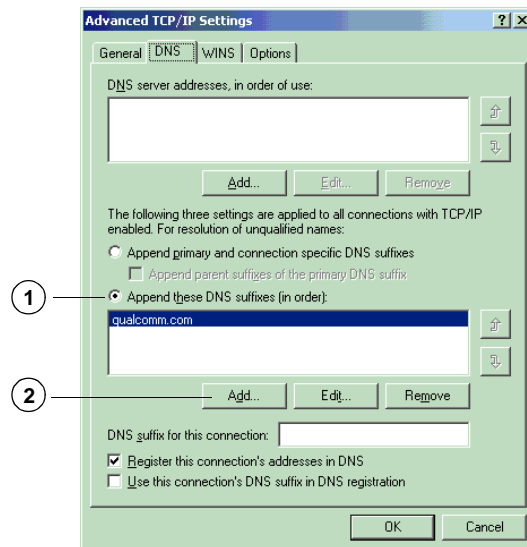 Advanced TCP/IP Settings
General DNS WINS Options
DNS server addresses, in order of use:
Add... Edit... Remove
The following three settings are applied to all connections with TCP/IP
enabled. For resolution of unqualified names:
Append primary and connection specific DNS suffixes
Append parent suffixes of the primary DNS suffix
1 Append these DNS suffixes (in order):
qualcomm.com
2 Add... Edit... Remove
DNS suffix for this connection:
Register this connection's addresses in DNS
Use this connection's DNS suffix in DNS registration
OK Cancel